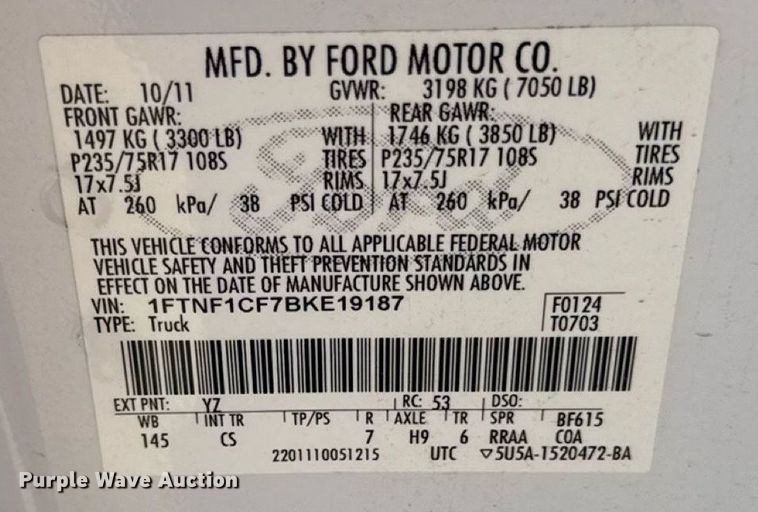 MFD. BY FORD MOTOR CO.
DATE: 10/11 GVWR: 3198 KG ( 7050 LB)
FRONT GAWR: REAR GAWR:
1497 KG ( 3300 LB) WITH 1746 KG ( 3850 LB) WITH
P235/75R17 108S TIRES P235/75R17 108S TIRES
17x7.5J RIMS 17x7.5J RIMS
AT 260 kPa/ 38 PSI COLD AT 260 kPa/ 38 PSI COLD
Ford
THIS VEHICLE CONFORMS TO ALL APPLICABLE FEDERAL MOTOR
VEHICLE SAFETY AND THEFT PREVENTION STANDARDS IN
EFFECT ON THE DATE OF MANUFACTURE SHOWN ABOVE.
VIN: 1FTNF1CF7BKE19187 F0124
TYPE: Truck T0703
EXT PNT: YZ RC: 53 DSO:
WB INT TR TP/PS R AXLE TR SPR BF615
145 CS 7 H9 6 RRAA COA
2201110051215 UTC ▽5U5A-1520472-BA
Purple Wave Auction